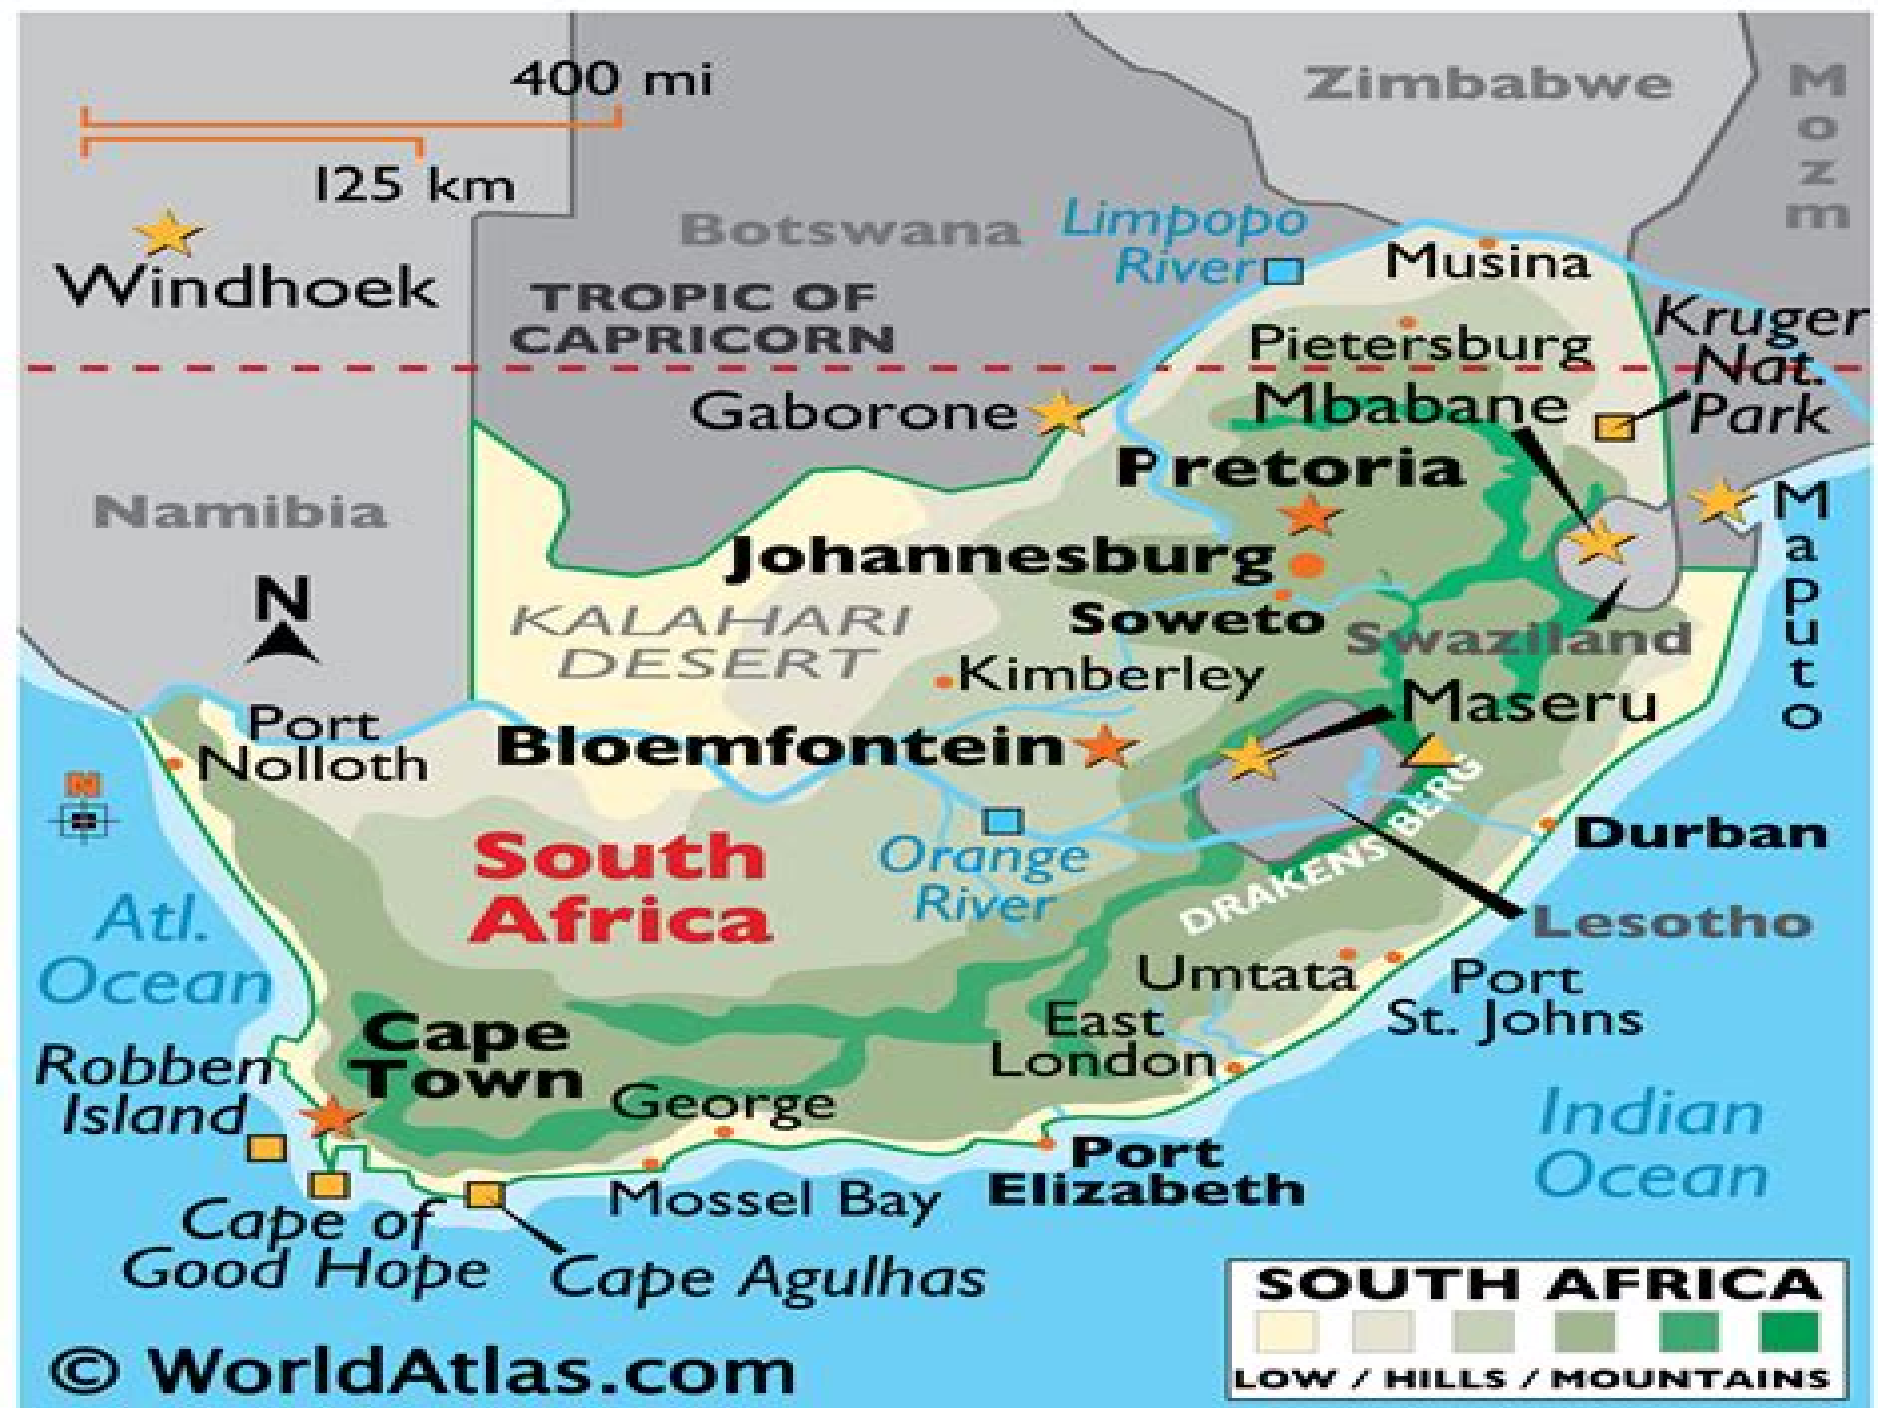 400 mi
125 km
Zimbabwe
Mozm
Windhoek
Botswana
Limpopo
River
Musina
TROPIC OF
CAPRICORN
Kruger
Nat.
Park
Pietersburg
Gaborone
Mbabane
Pretoria
Namibia
Maputo
Johannesburg
N
KALAHARI
DESERT
Soweto
Swaziland
Kimberley
Maseru
Port
Nolloth
Bloemfontein
N
DRAKENSBERG
Durban
South
Africa
Orange
River
Lesotho
Atl.
Ocean
Umtata
Port
St. Johns
Cape
Town
East
London
Robben
Island
George
Indian
Ocean
Port
Elizabeth
Mossel Bay
Cape of
Good Hope
Cape Agulhas
SOUTH AFRICA
LOW / HILLS / MOUNTAINS
© WorldAtlas.com